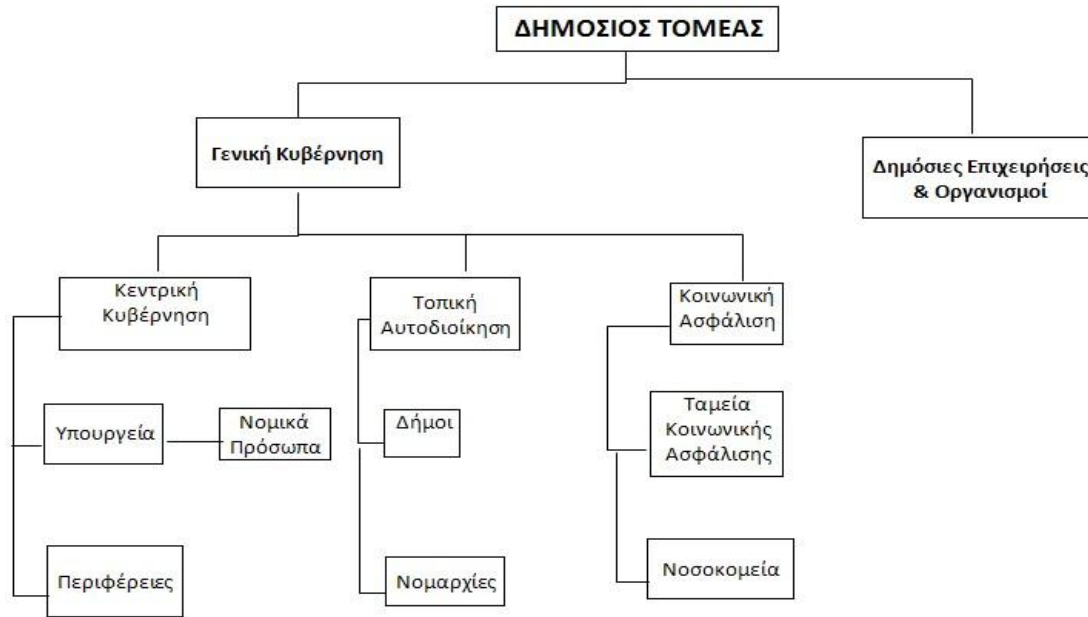 ΔΗΜΟΣΙΟΣ ΤΟΜΕΑΣ
Γενική Κυβέρνηση
Δημόσιες Επιχειρήσεις
& Οργανισμοί
Κεντρική
Κυβέρνηση
Τοπική
Αυτοδιοίκηση
Κοινωνική
Ασφάλιση
Υπουργεία
Νομικά
Πρόσωπα
Δήμοι
Ταμεία
Κοινωνικής
Ασφάλισης
Περιφέρειες
Νομαρχίες
Νοσοκομεία